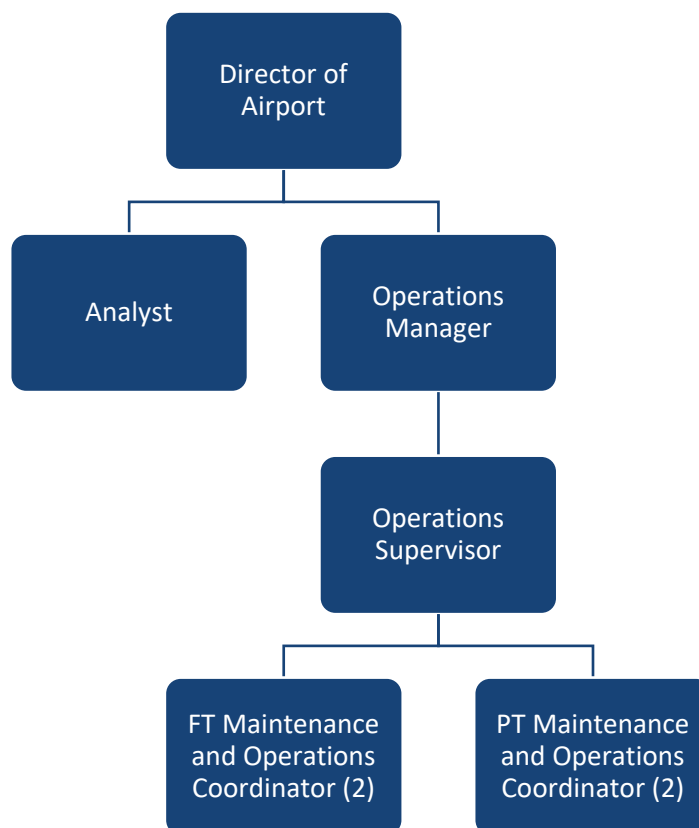 Director of
Airport
Analyst
Operations
Manager
Operations
Supervisor
FT Maintenance
and Operations
Coordinator (2)
PT Maintenance
and Operations
Coordinator (2)